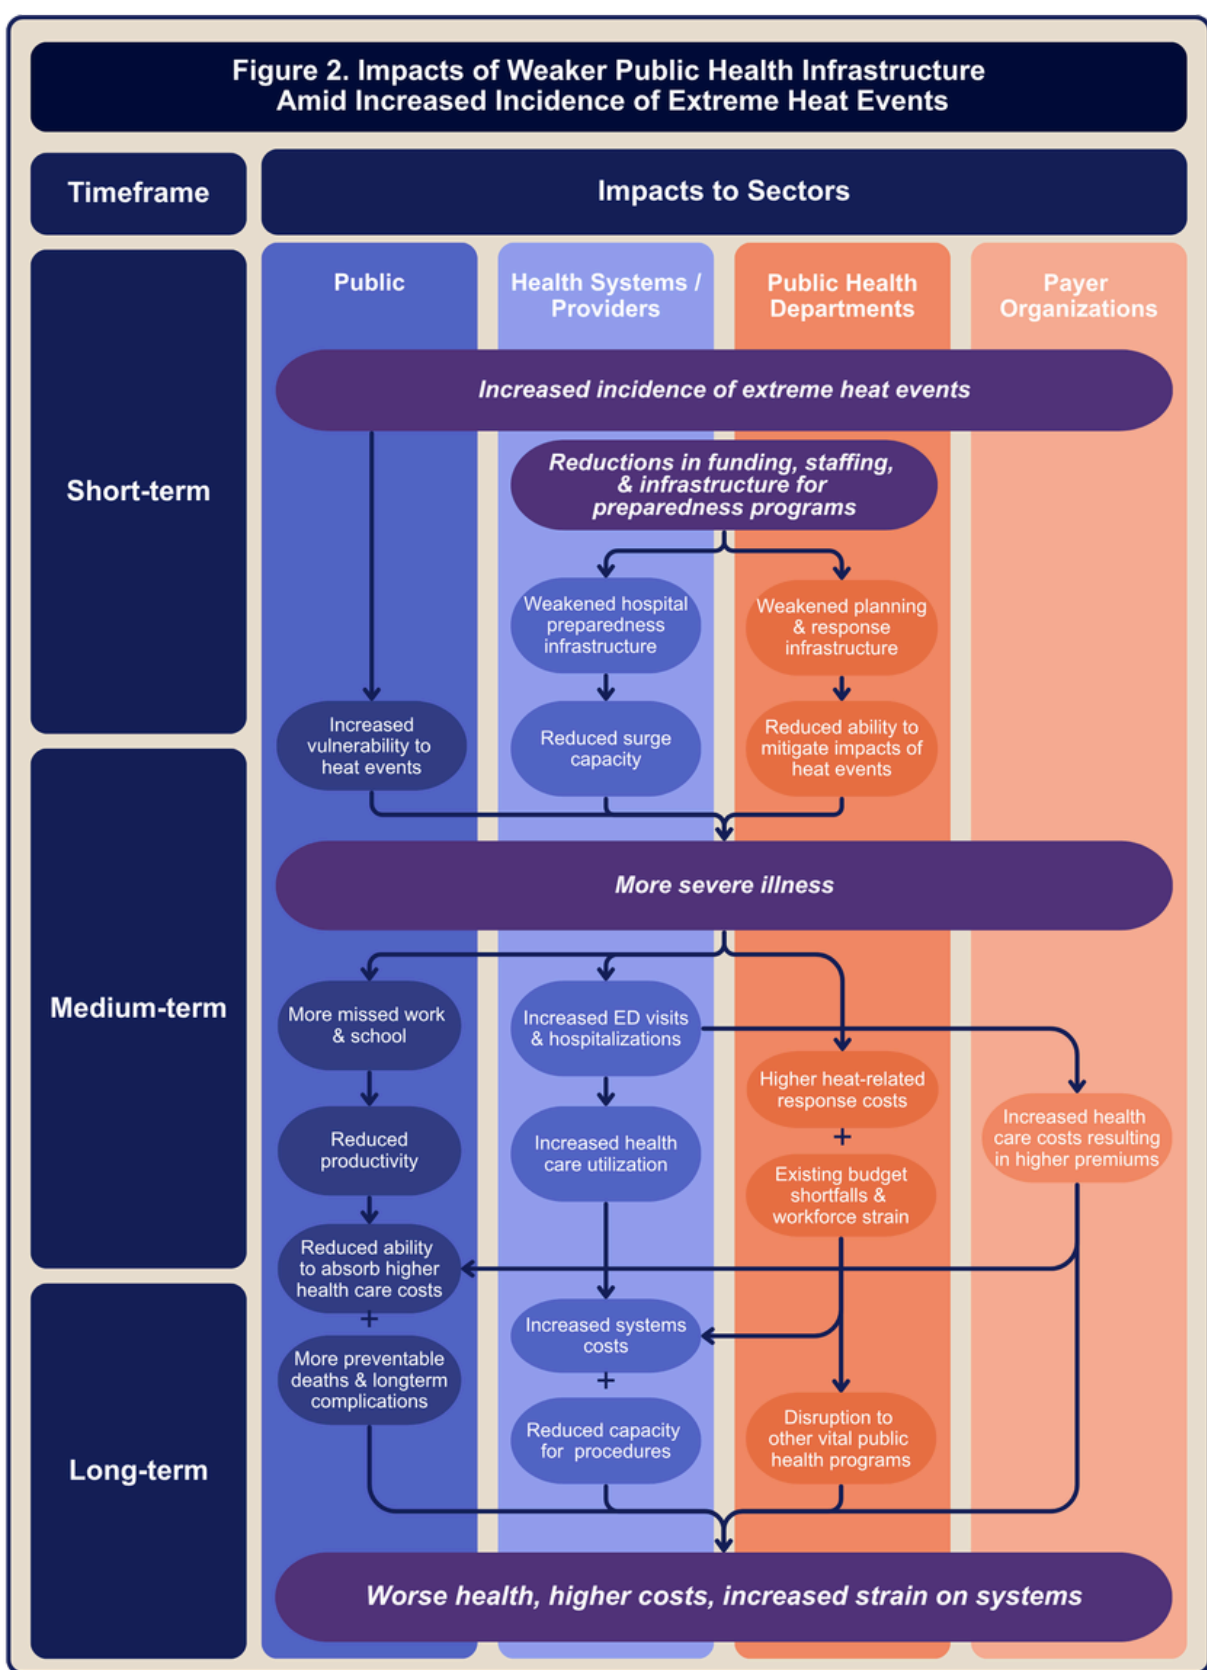 Figure 2. Impacts of Weaker Public Health Infrastructure
Amid Increased Incidence of Extreme Heat Events
Timeframe
Impacts to Sectors
Short-term
Public
Health Systems /
Providers
Public Health
Departments
Payer
Organizations
Increased incidence of extreme heat events
Reductions in funding, staffing,
& infrastructure for
preparedness programs
Weakened hospital
preparedness
infrastructure
Weakened planning
& response
infrastructure
Increased
vulnerability to
heat events
Reduced surge
capacity
Reduced ability to
mitigate impacts of
heat events
Medium-term
More severe illness
More missed work
& school
Increased ED visits
& hospitalizations
Higher heat-related
response costs
+
Existing budget
shortfalls &
workforce strain
Increased health
care costs resulting
in higher premiums
Reduced
productivity
Increased health
care utilization
Reduced ability
to absorb higher
health care costs
+
More preventable
deaths & longterm
complications
Long-term
Increased systems
costs
+
Reduced capacity
for procedures
Disruption to
other vital public
health programs
Worse health, higher costs, increased strain on systems